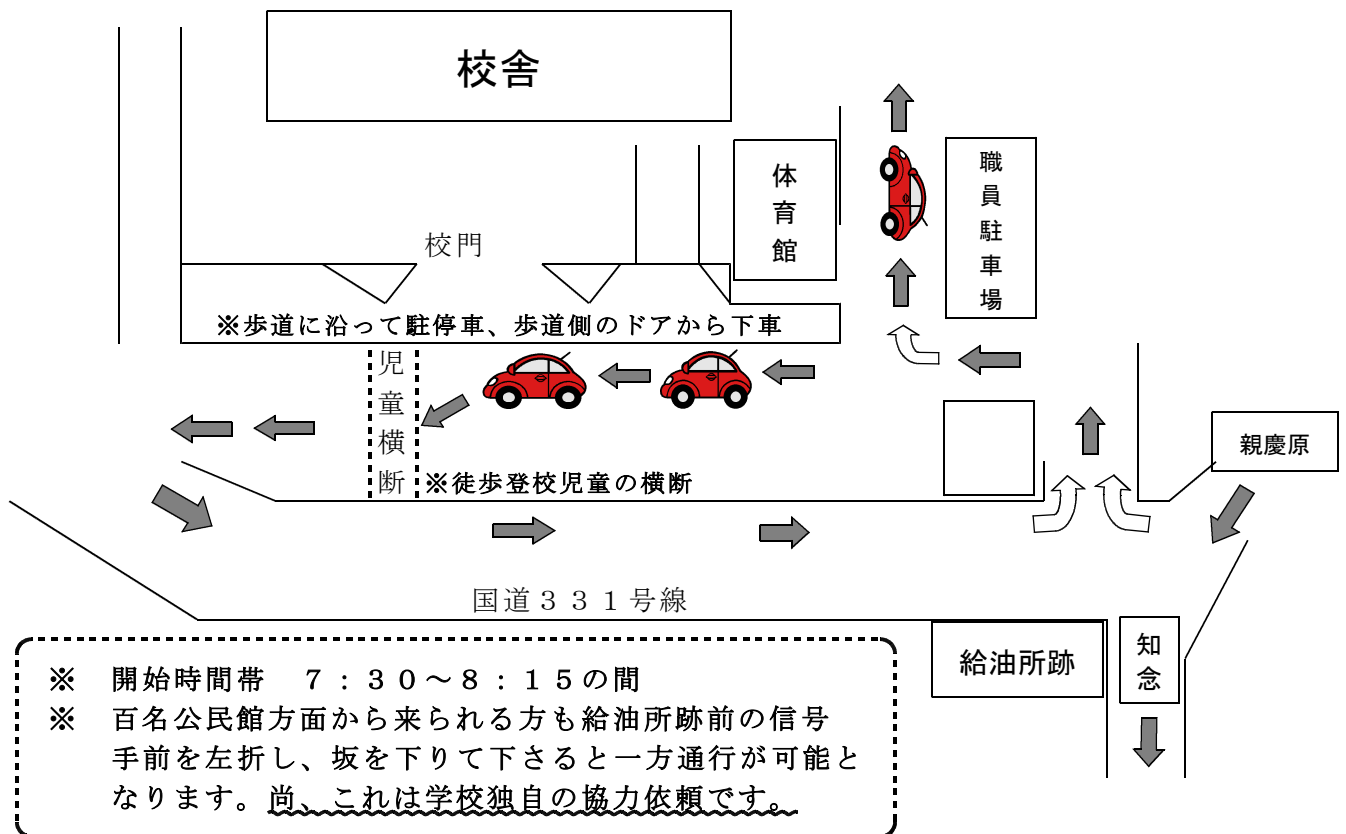 校舎
体育館
職員駐車場
校門
※歩道に沿って駐停車、歩道側のドアから下車
児童横断
※徒歩登校児童の横断
親慶原
国道３３１号線
給油所跡
知念
※　開始時間帯　７：３０～８：１５の間
※　百名公民館方面から来られる方も給油所跡前の信号
手前を左折し、坂を下りて下さると一方通行が可能と
なります。尚、これは学校独自の協力依頼です。